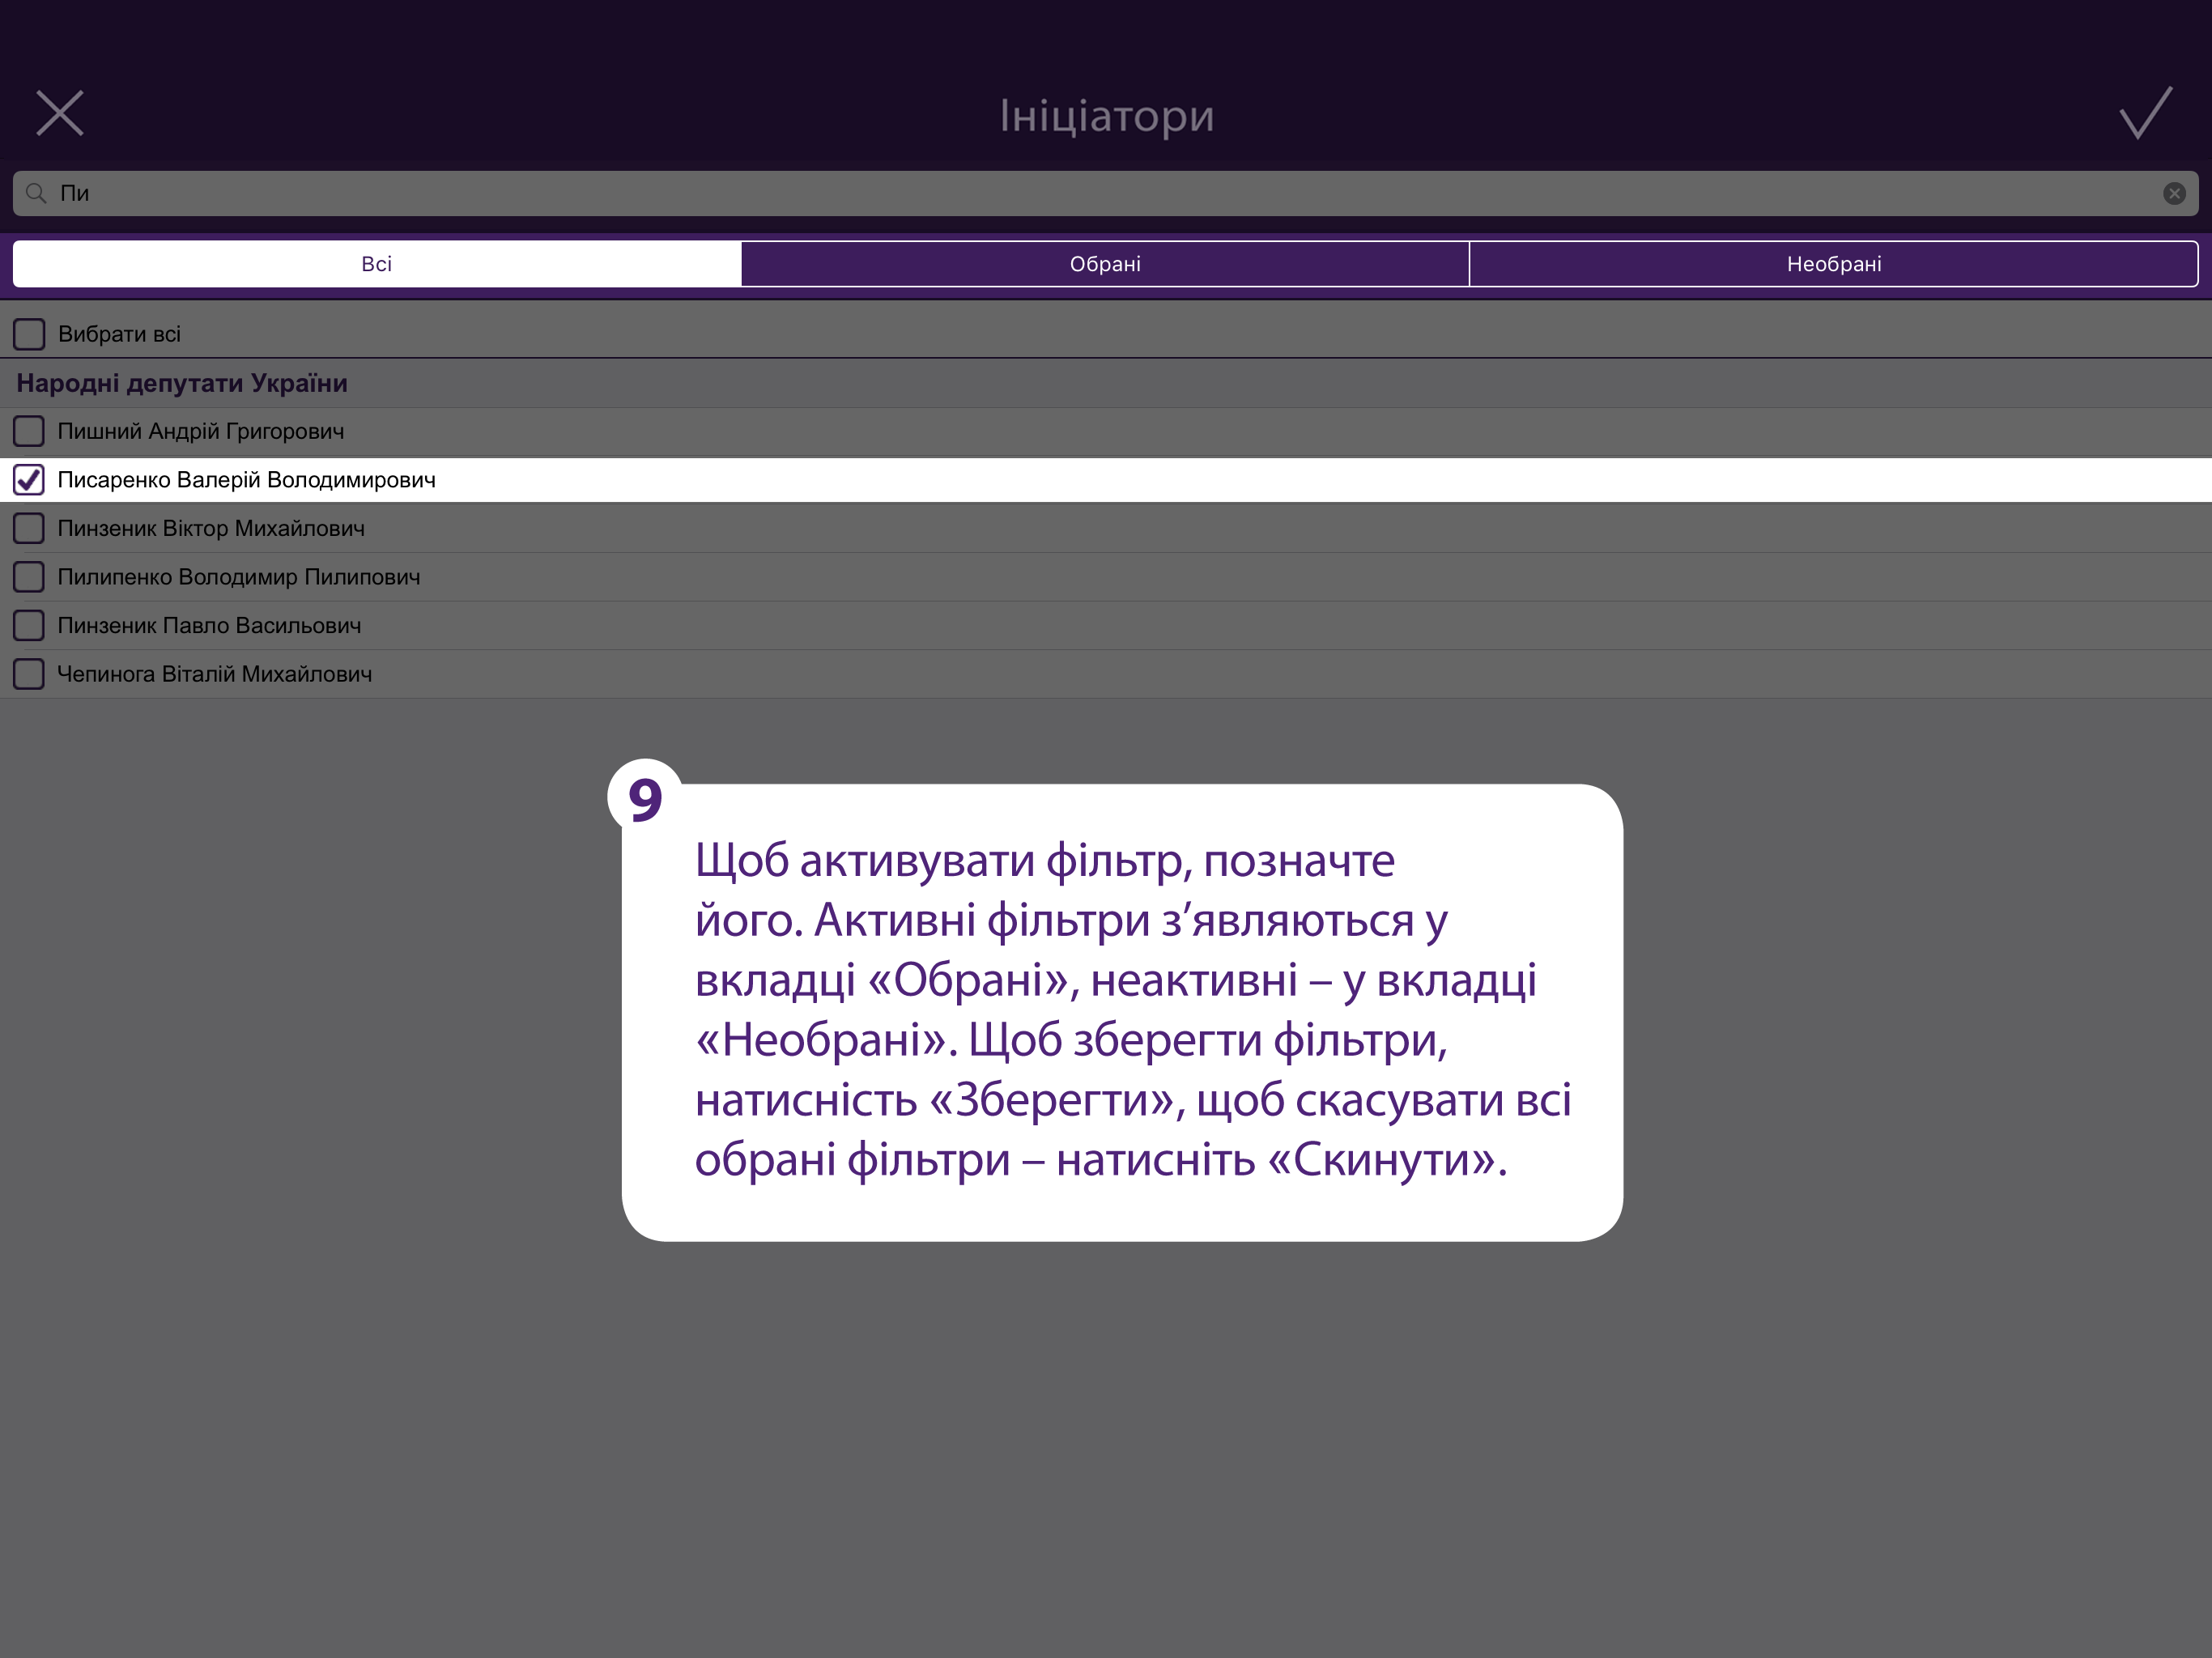 Ініціатори
Пи
Всі
Обрані
Необрані
Вибрати всі
Народні депутати України
Пишний Андрій Григорович
Писаренко Валерій Володимирович
Пинзеник Віктор Михайлович
Пилипенко Володимир Пилипович
Пинзеник Павло Васильович
Чепинога Віталій Михайлович
9
Щоб активувати фільтр, позначте
його. Активні фільтри з’являються у
вкладці «Обрані», неактивні – у вкладці
«Необрані». Щоб зберегти фільтри,
натисність «Зберегти», щоб скасувати всі
обрані фільтри – натисніть «Скинути».